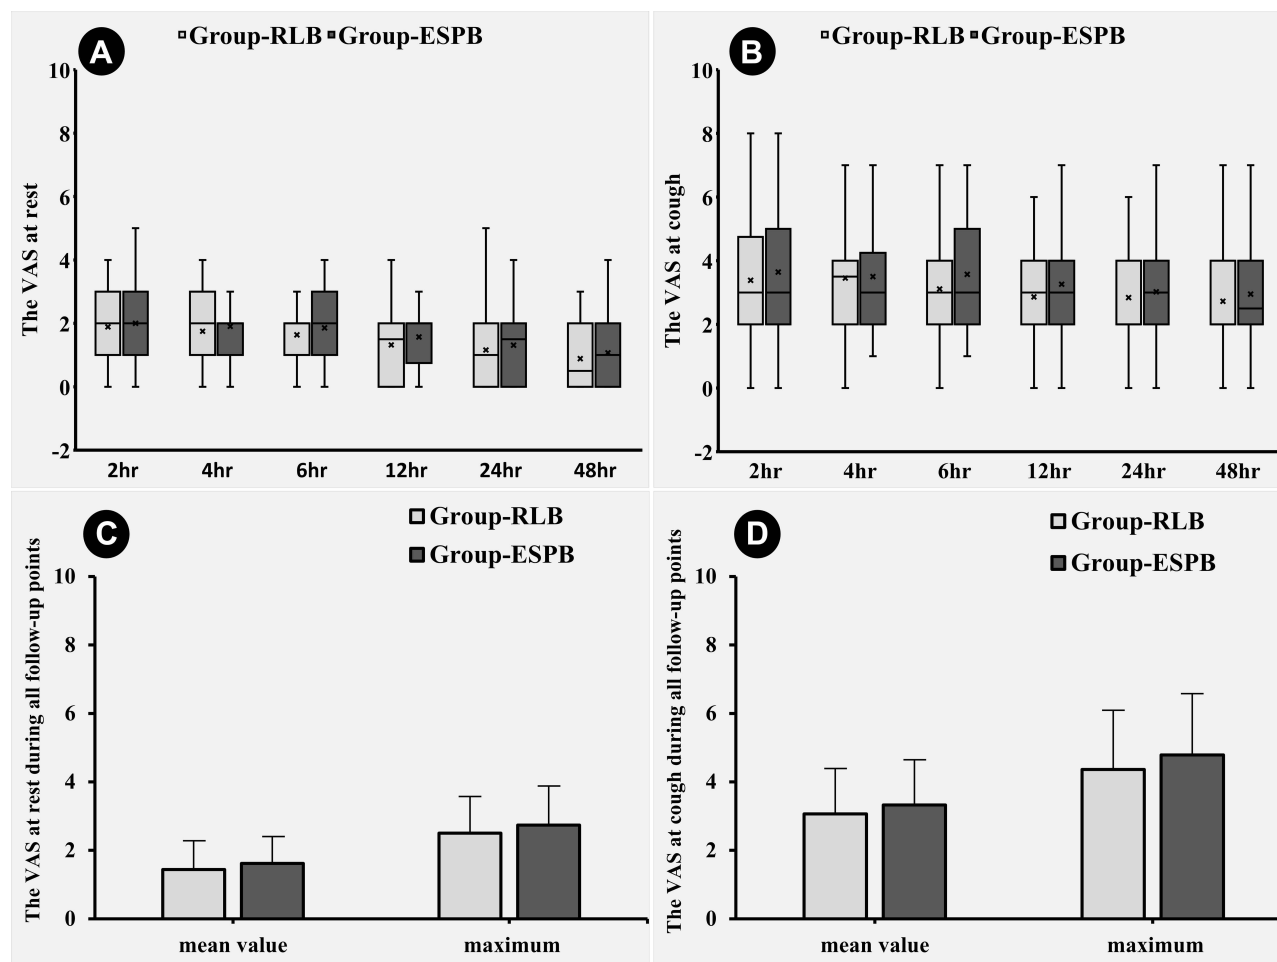 A
Group-RLB Group-ESPB
The VAS at rest
10
8
6
4
2
0
-2
2hr 4hr 6hr 12hr 24hr 48hr
B
Group-RLB Group-ESPB
The VAS at cough
10
8
6
4
2
0
-2
2hr 4hr 6hr 12hr 24hr 48hr
C
Group-RLB
Group-ESPB
The VAS at rest during all follow-up points
10
8
6
4
2
0
mean value maximum
D
Group-RLB
Group-ESPB
The VAS at cough during all follow-up points
10
8
6
4
2
0
mean value maximum